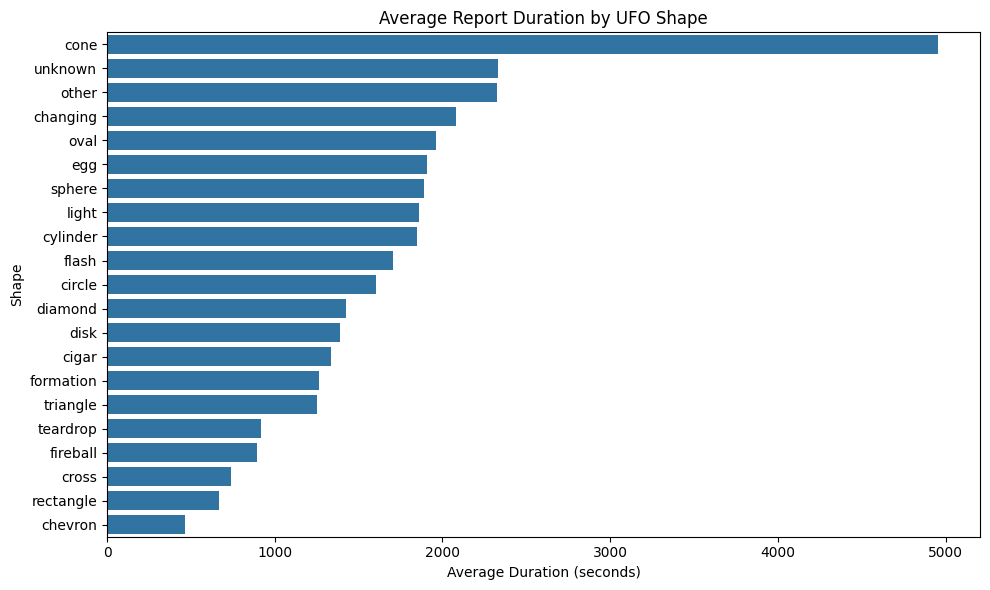 Average Report Duration by UFO Shape
Shape
cone
unknown
other
changing
oval
egg
sphere
light
cylinder
flash
circle
diamond
disk
cigar
formation
triangle
teardrop
fireball
cross
rectangle
chevron
0 1000 2000 3000 4000 5000
Average Duration (seconds)